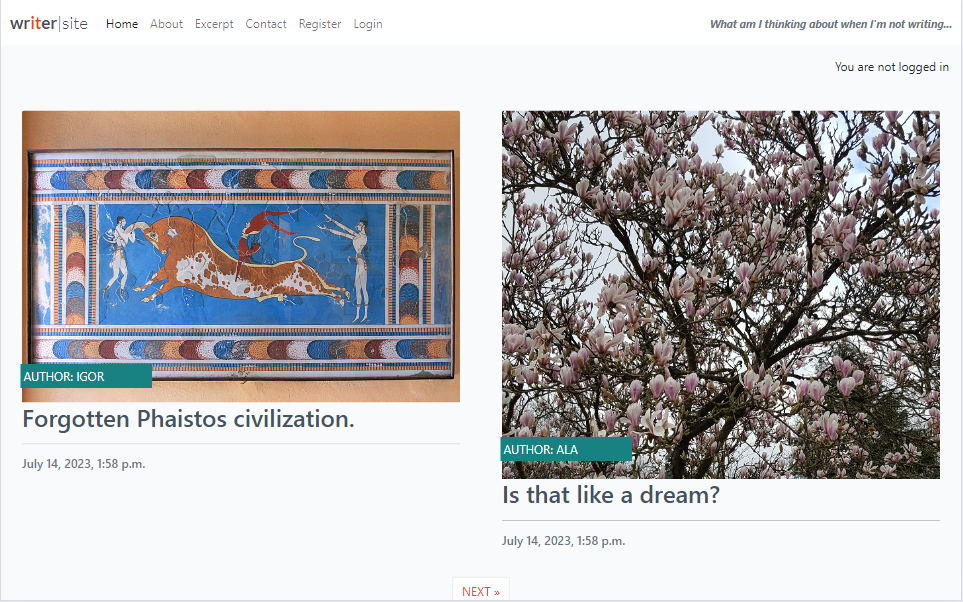 writer|site Home About Excerpt Contact Register Login What am I thinking about when I'm not writing...
You are not logged in
AUTHOR: IGOR
Forgotten Phaistos civilization.
July 14, 2023, 1:58 p.m.
AUTHOR: ALA
Is that like a dream?
July 14, 2023, 1:58 p.m.
NEXT »